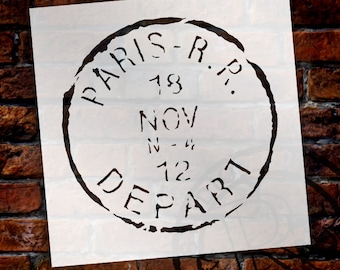 PARIS-R.P.
18
NOV
N-4
12
DEPART